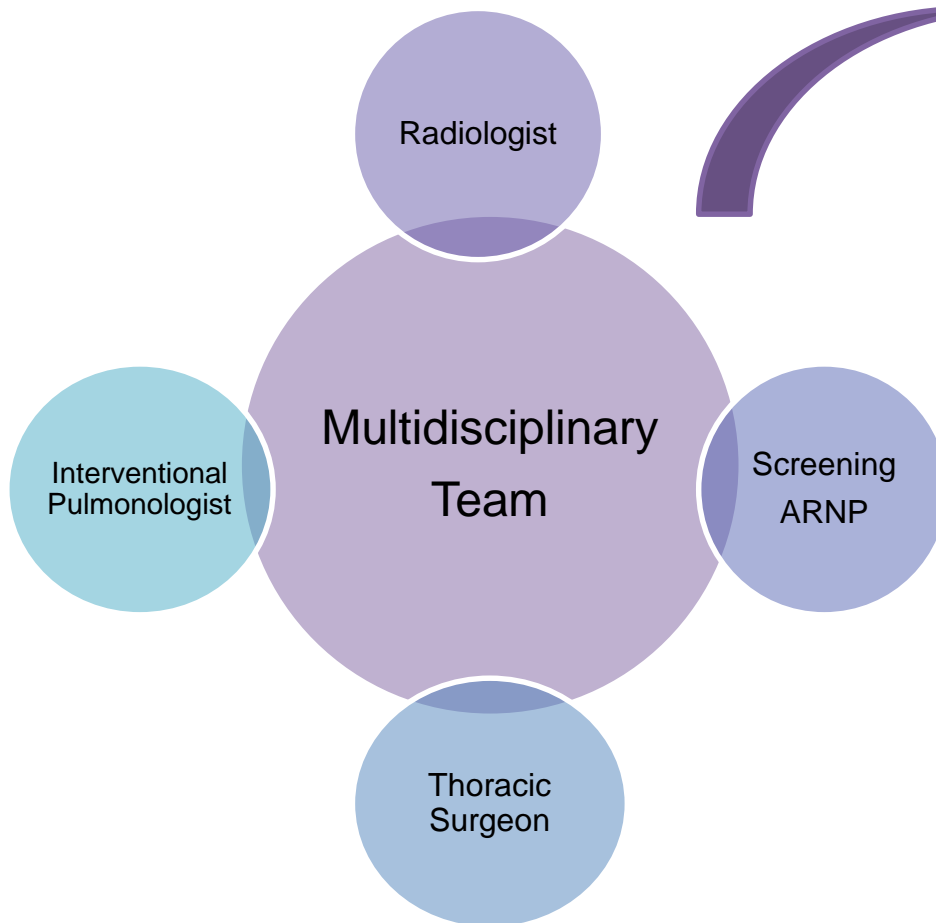 Radiologist
Multidisciplinary
Team
Interventional
Pulmonologist
Screening
ARNP
Thoracic
Surgeon